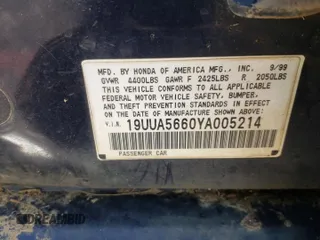 MFD. BY HONDA OF AMERICA MFG., INC. 9/99
GVWR 4400LBS GAWR F 2425LBS R 2050LBS
THIS VEHICLE CONFORMS TO ALL APPLICABLE
FEDERAL MOTOR VEHICLE SAFETY, BUMPER,
AND THEFT PREVENTION STANDARDS IN EFFECT
ON THE DATE OF MANUFACTURE SHOWN ABOVE.
V.I.N. 19UUA5660YA005214
PASSENGER CAR
DREAMBID